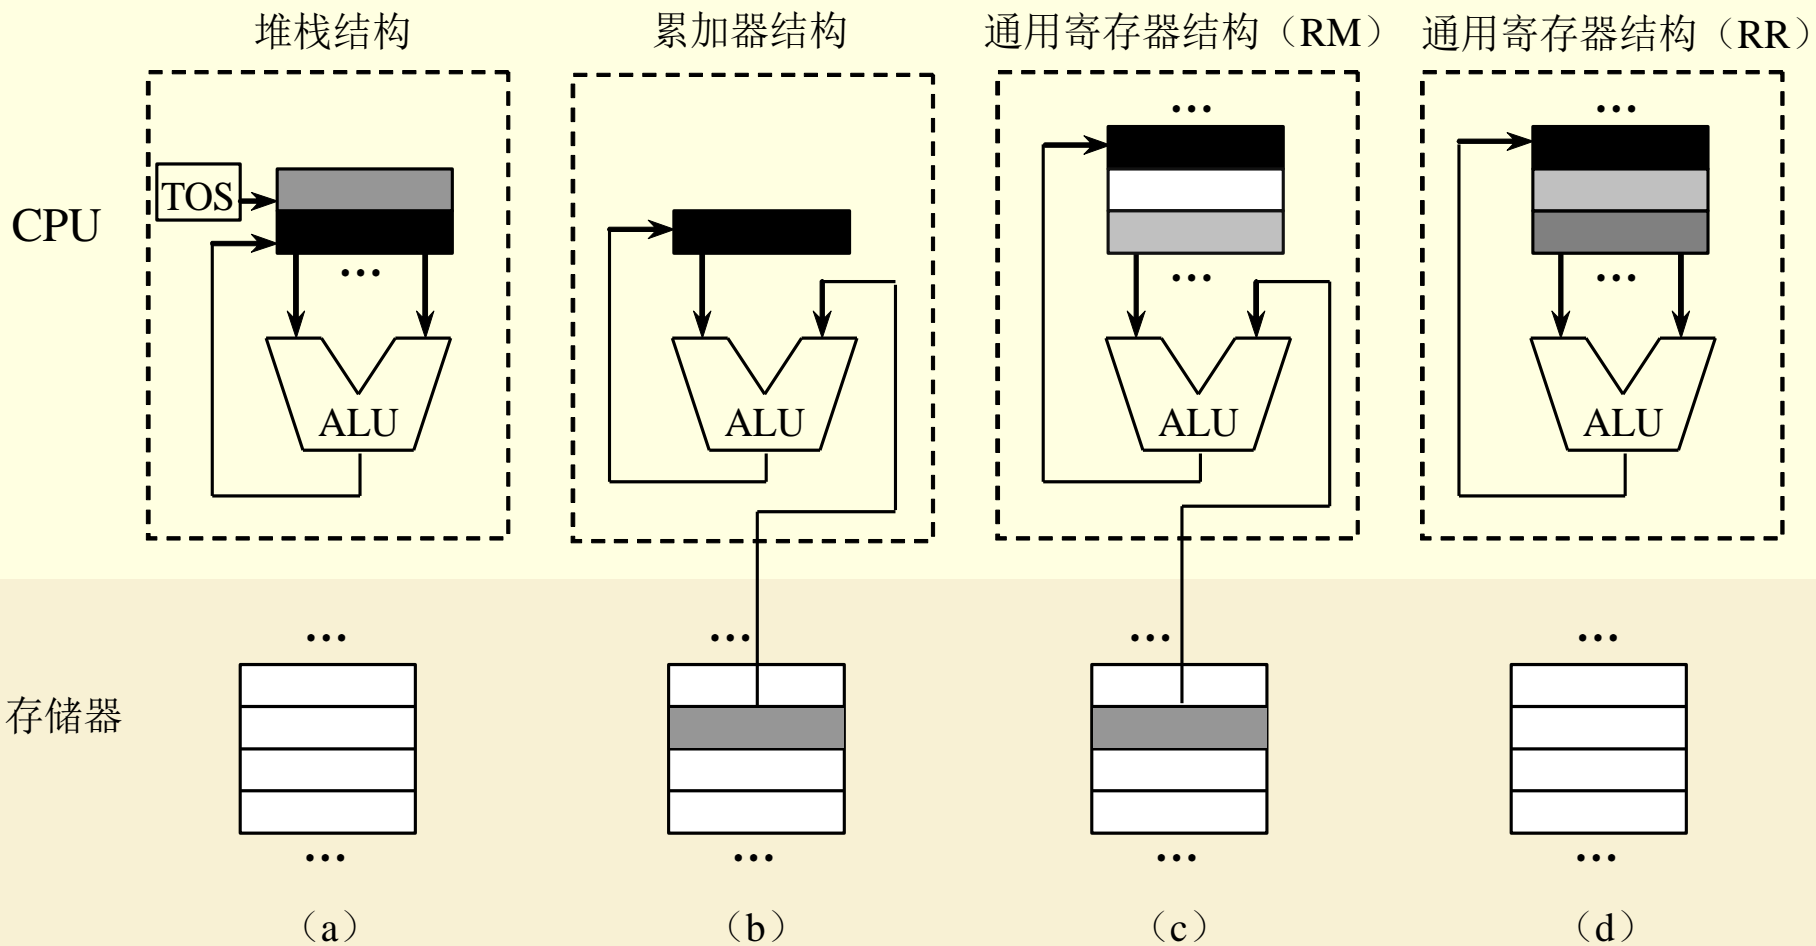 堆栈结构
累加器结构
通用寄存器结构（RM）
通用寄存器结构（RR）
CPU
TOS
…
…
…
…
…
ALU
ALU
ALU
ALU
存储器
…
…
…
…
…
…
…
…
（a）
（b）
（c）
（d）